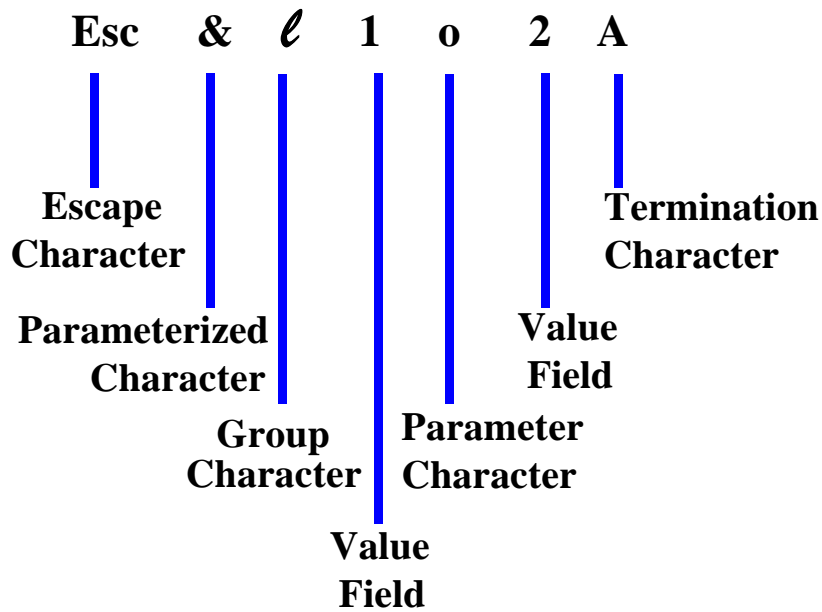 Esc & ℓ 1 o 2 A
Escape
Character
Termination
Character
Parameterized
Character
Value
Field
Group
Character
Parameter
Character
Value
Field